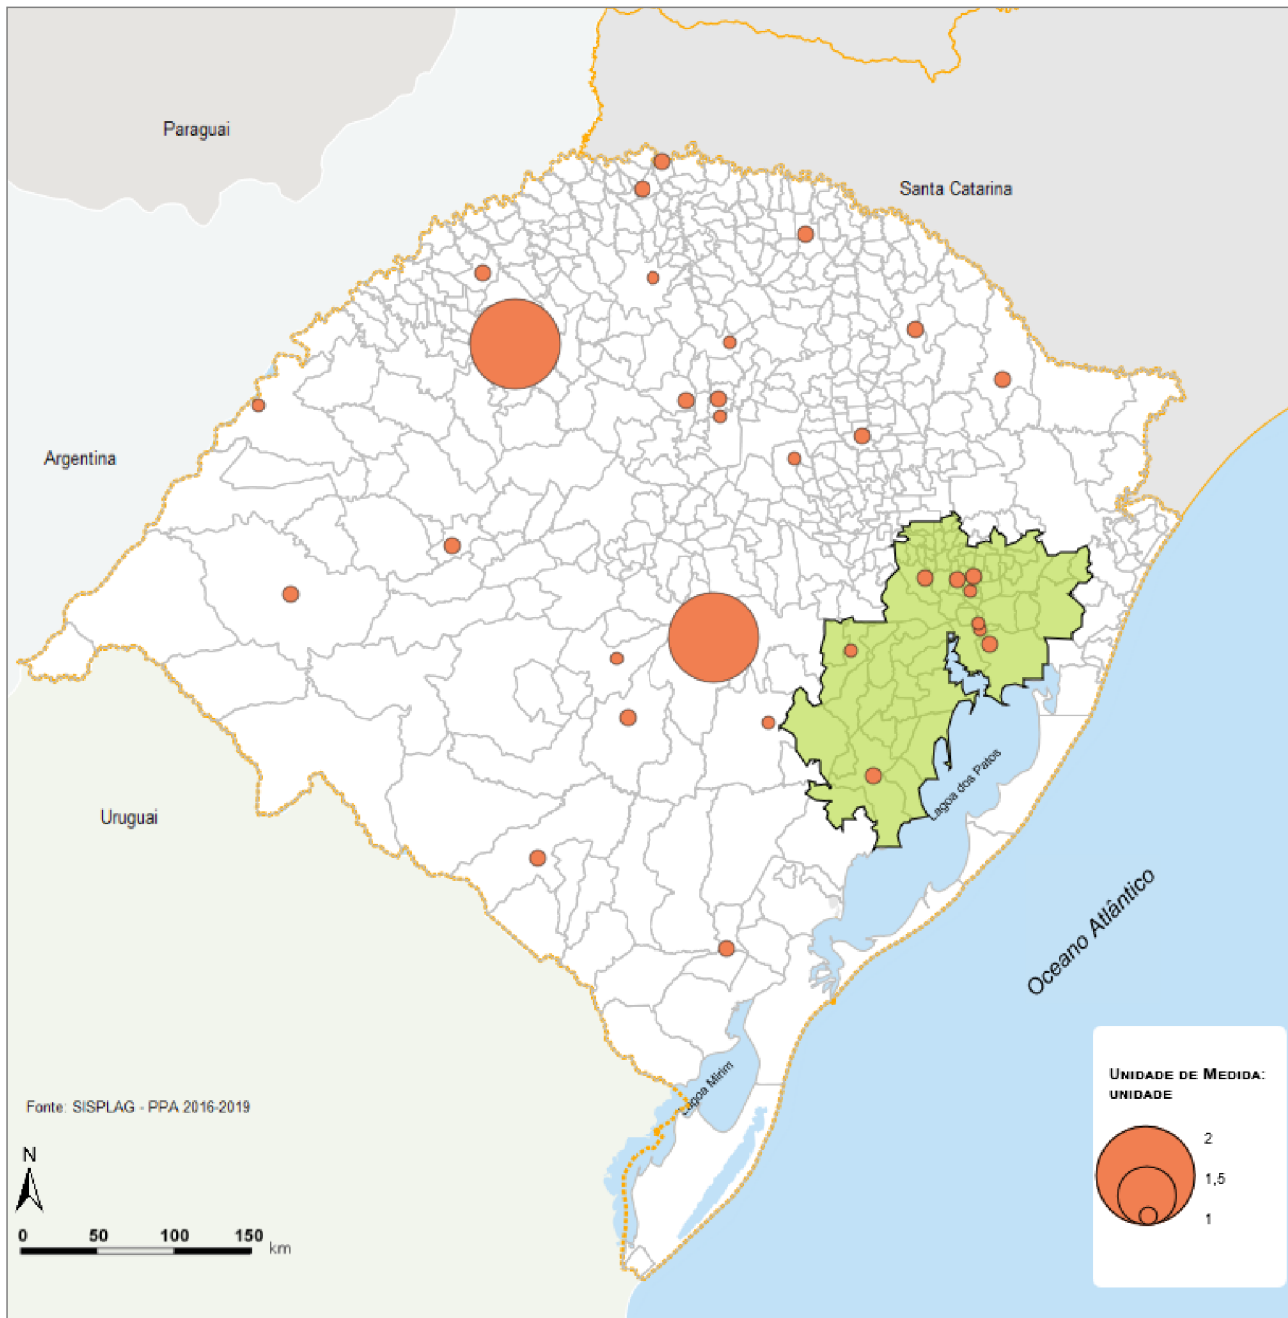 Paraguai
Santa Catarina
Argentina
Uruguai
Lagoa dos Patos
Oceano Atlântico
Lagoa Mirim
Fonte: SISPLAG - PPA 2016-2019
N
0 50 100 150 km
Unidade de Medida:
unidade
2
1,5
1